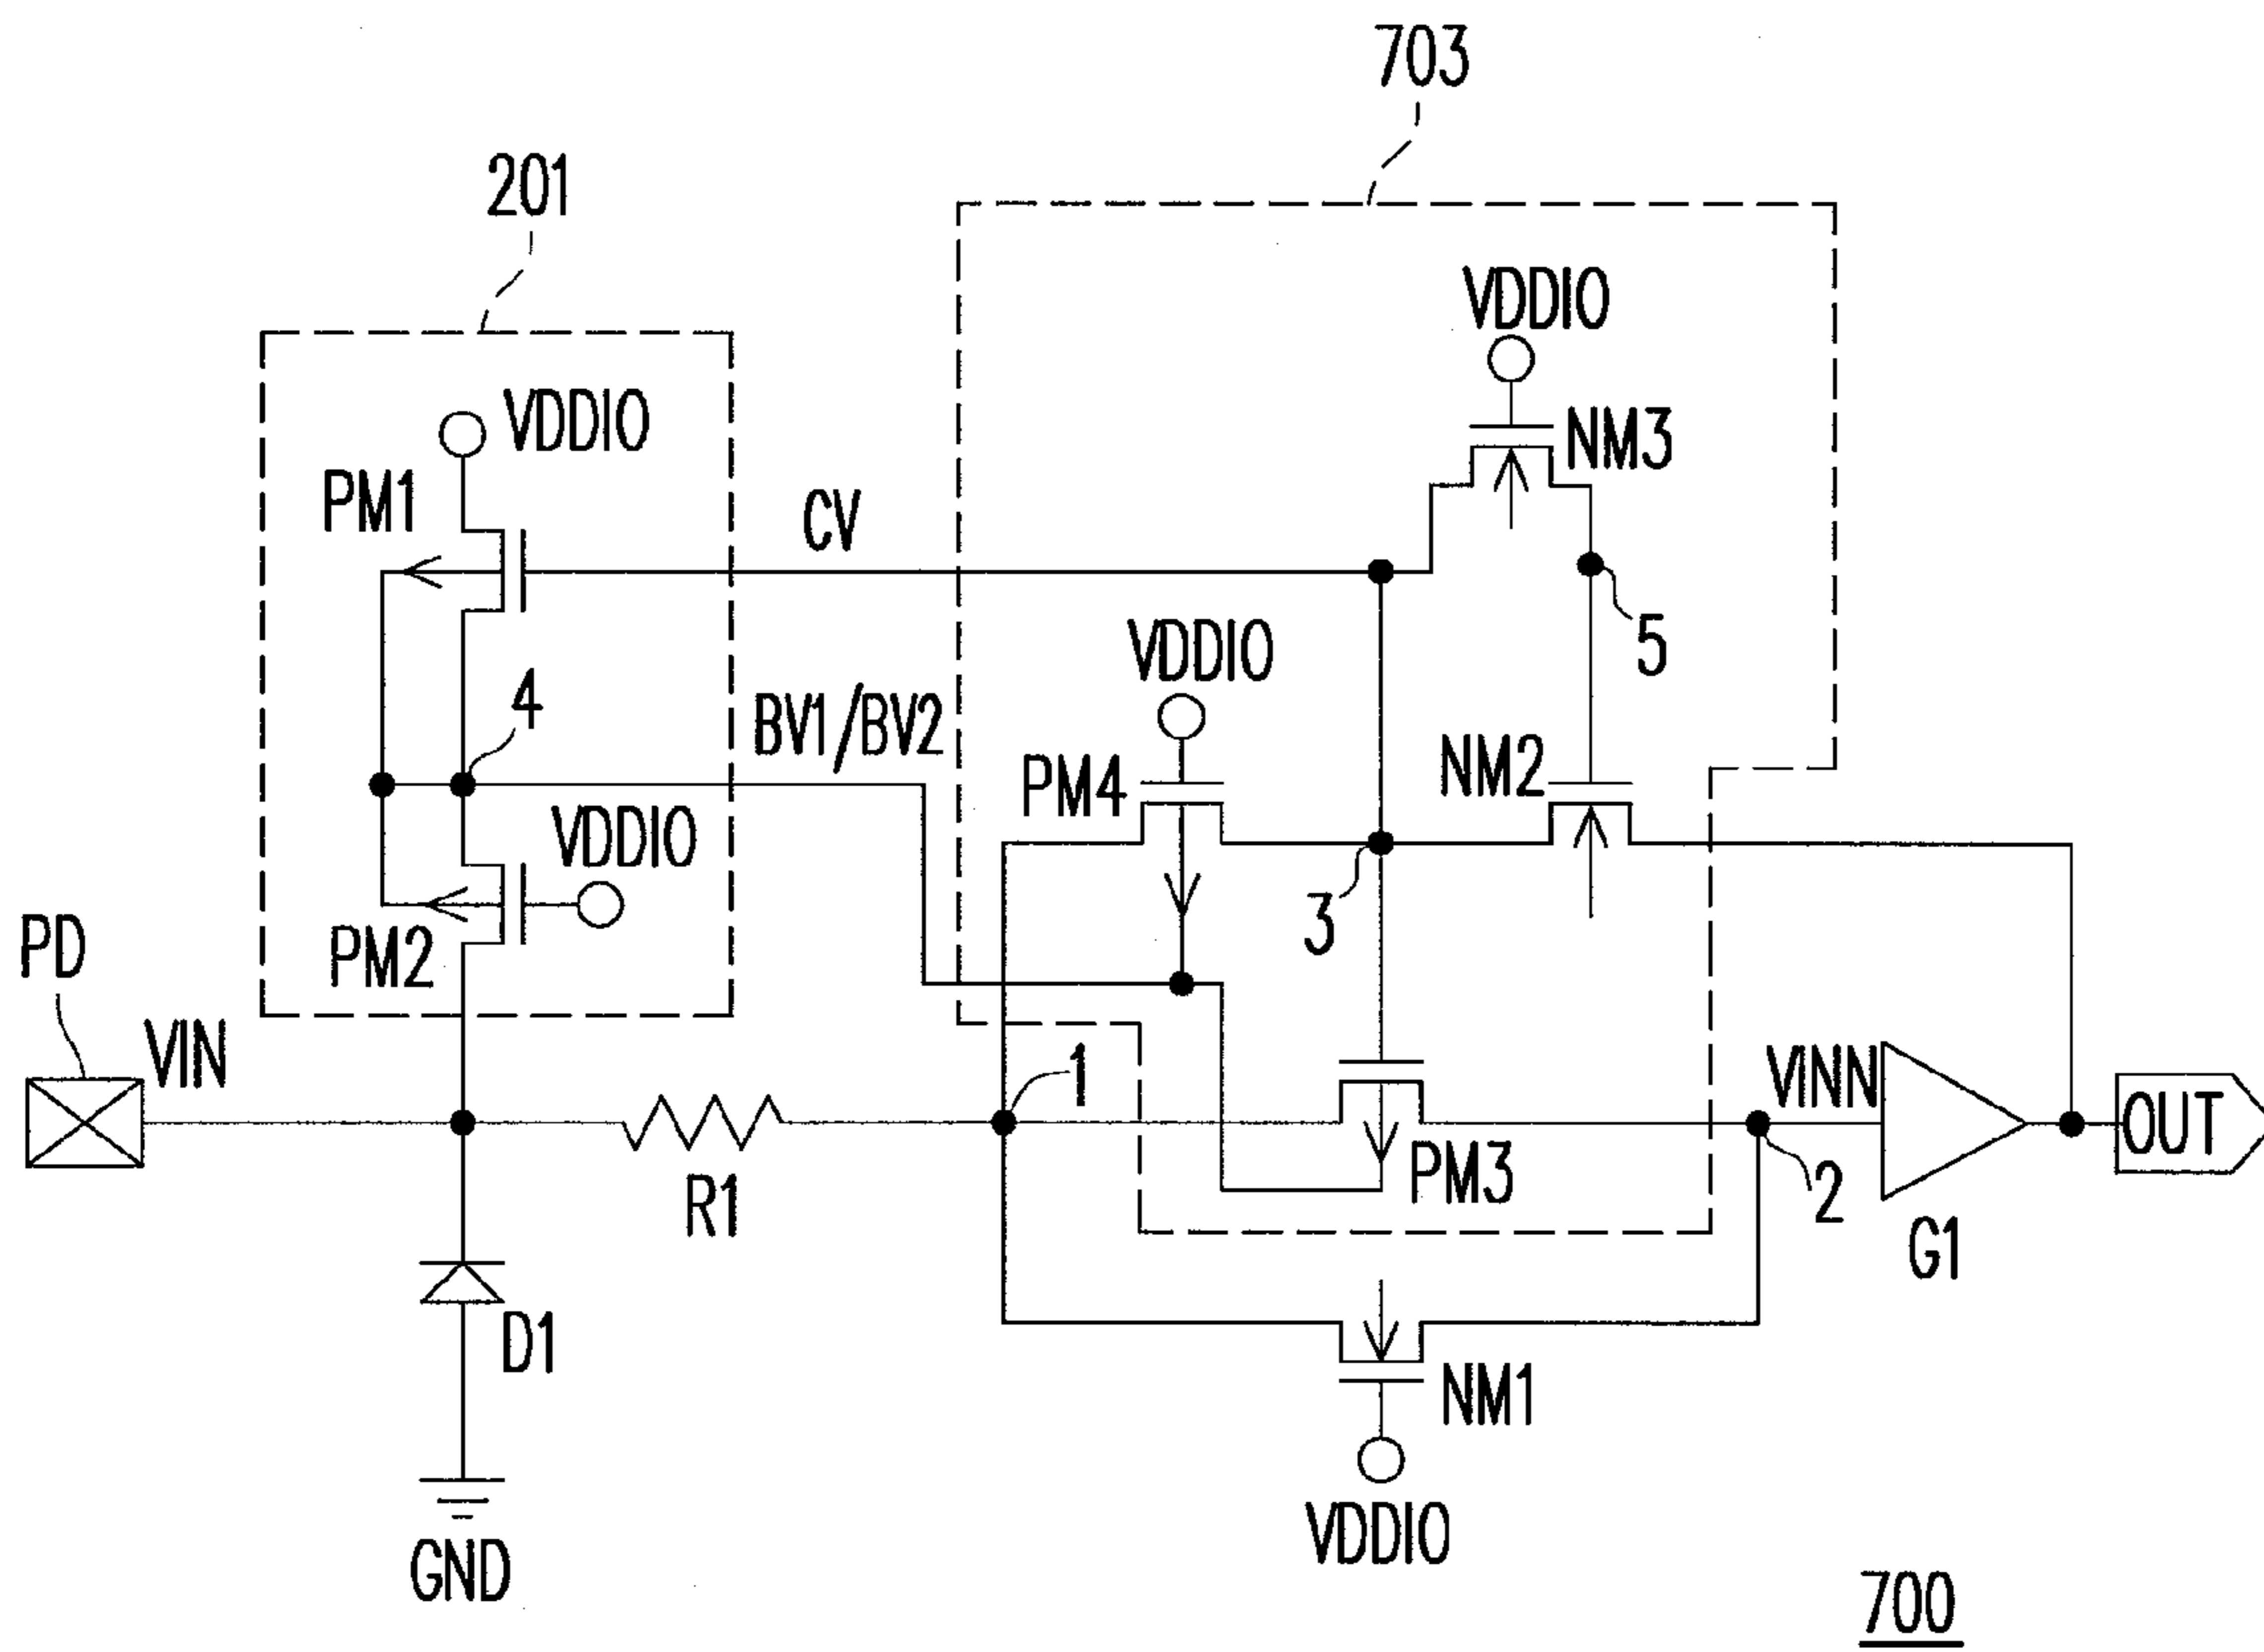 703
201
VDDIO
VDDIO
NM3
PM1
CV
5
VDDIO
4
BV1/BV2
NM2
PM4
VDDIO
3
PD
PM2
VIN
1
VINN
OUT
R1
PM3
2
G1
D1
NM1
GND
VDDIO
700